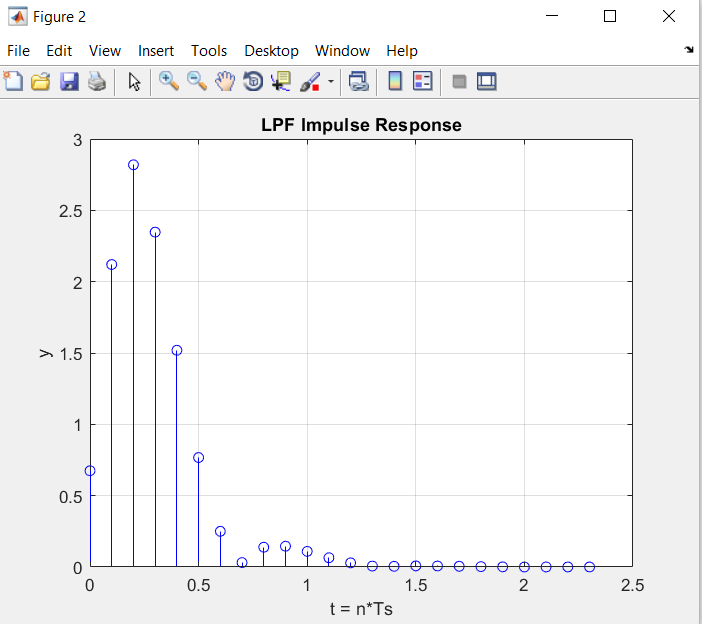 Figure 2
File Edit View Insert Tools Desktop Window Help
LPF Impulse Response
3
2.5
2
1.5
1
0.5
0
y
0 0.5 1 1.5 2 2.5
t = n*Ts